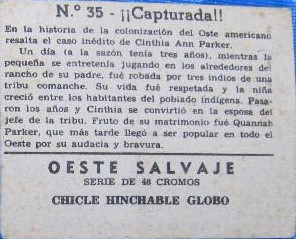 N.º 35 - ¡¡Capturada!!
En la historia de la colonización del Oeste americano
resalta el caso inédito de Cinthia Ann Parker.
Un día (a la sazón tenía tres años), mientras la
pequeña se entretenía jugando en los alrededores del
rancho de su padre, fué robada por tres indios de una
tribu comanche. Su vida fué respetada y la niña
creció entre los habitantes del poblado indígena. Pasa-
ron los años y Cinthia se convirtió en la esposa del
jefe de la tribu. Fruto de su matrimonio fué Quannah
Parker, que más tarde llegó a ser popular en todo el
Oeste por su audacia y bravura.
OESTE SALVAJE
SERIE DE 48 CROMOS
CHICLE HINCHABLE GLOBO